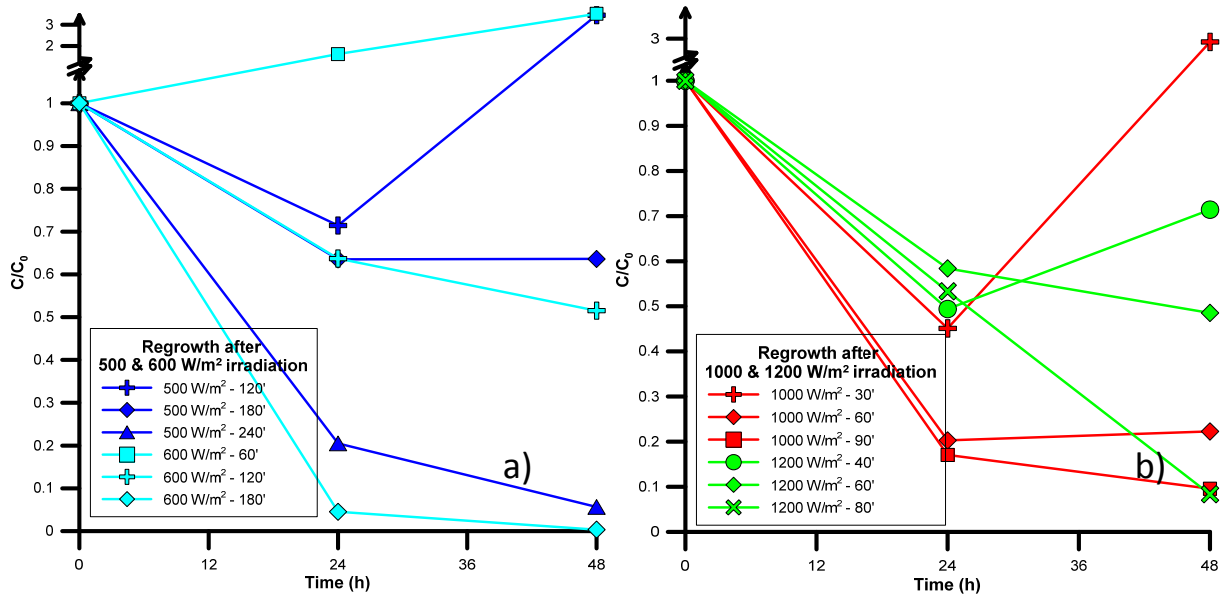 3
2
1
0.9
0.8
0.7
0.6
0.5
0.4
0.3
0.2
0.1
0
C/C0
Regrowth after
500 & 600 W/m² irradiation
500 W/m² - 120'
500 W/m² - 180'
500 W/m² - 240'
600 W/m² - 60'
600 W/m² - 120'
600 W/m² - 180'
a)
0 12 24 36 48
Time (h)
3
1
0.9
0.8
0.7
0.6
0.5
0.4
0.3
0.2
0.1
0
C/C0
Regrowth after
1000 & 1200 W/m² irradiation
1000 W/m² - 30'
1000 W/m² - 60'
1000 W/m² - 90'
1200 W/m² - 40'
1200 W/m² - 60'
1200 W/m² - 80'
b)
0 12 24 36 48
Time (h)